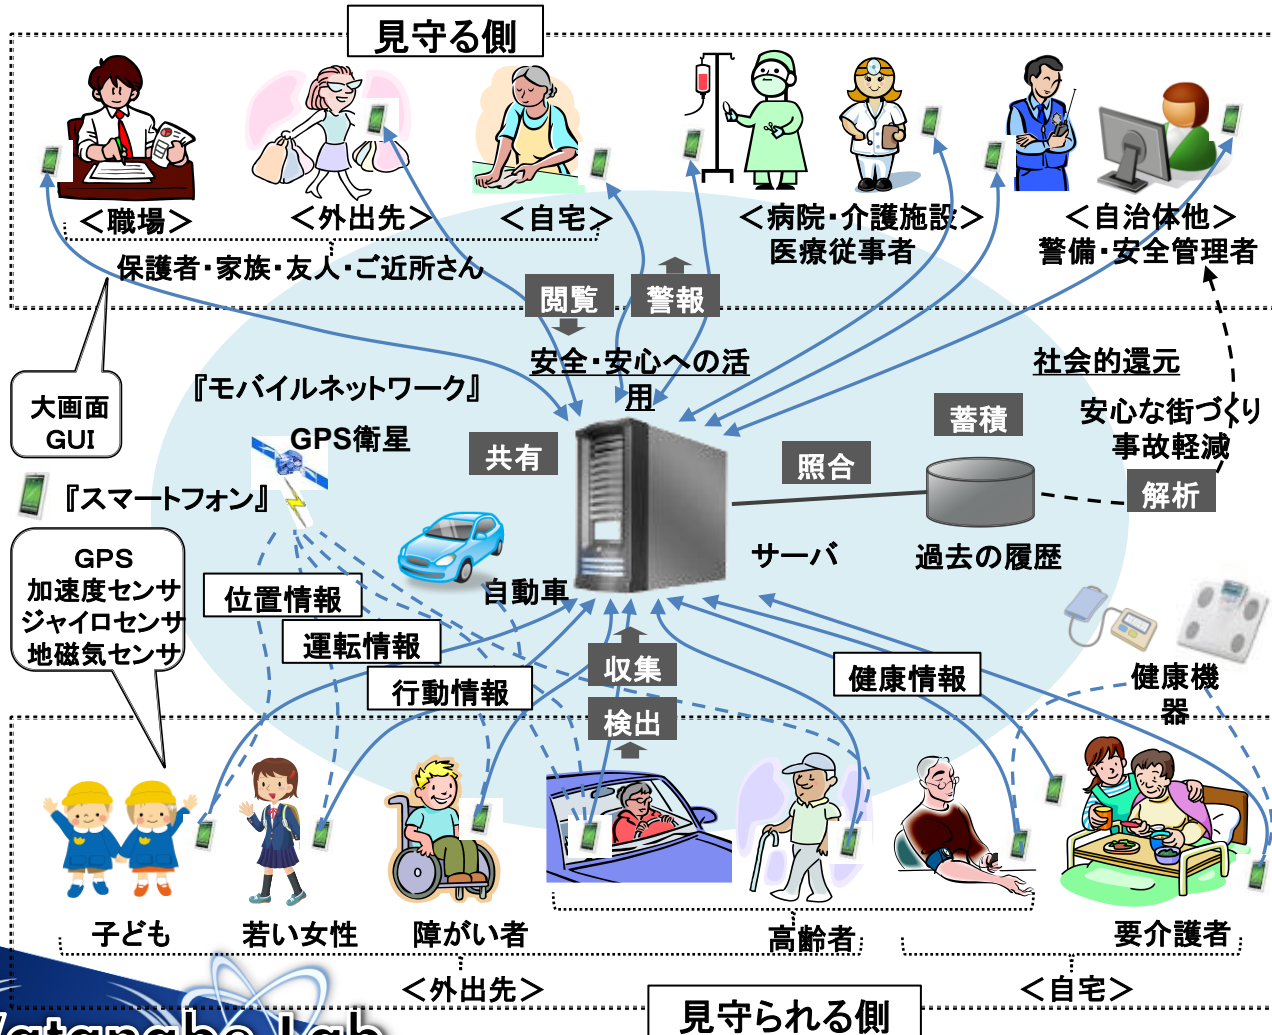 見守る側
＜職場＞
＜外出先＞
＜自宅＞
＜病院・介護施設＞
医療従事者
＜自治体他＞
警備・安全管理者
保護者・家族・友人・ご近所さん
閲覧
警報
安全・安心への活
用
社会的還元
安心な街づくり
事故軽減
大画面
GUI
『モバイルネットワーク』
GPS衛星
共有
照合
蓄積
解析
『スマートフォン』
サーバ
過去の履歴
GPS
加速度センサ
ジャイロセンサ
地磁気センサ
自動車
位置情報
運転情報
行動情報
収集
検出
健康情報
健康機
器
子ども
若い女性
障がい者
高齢者
要介護者
＜外出先＞
＜自宅＞
見守られる側
Watanabe Lab